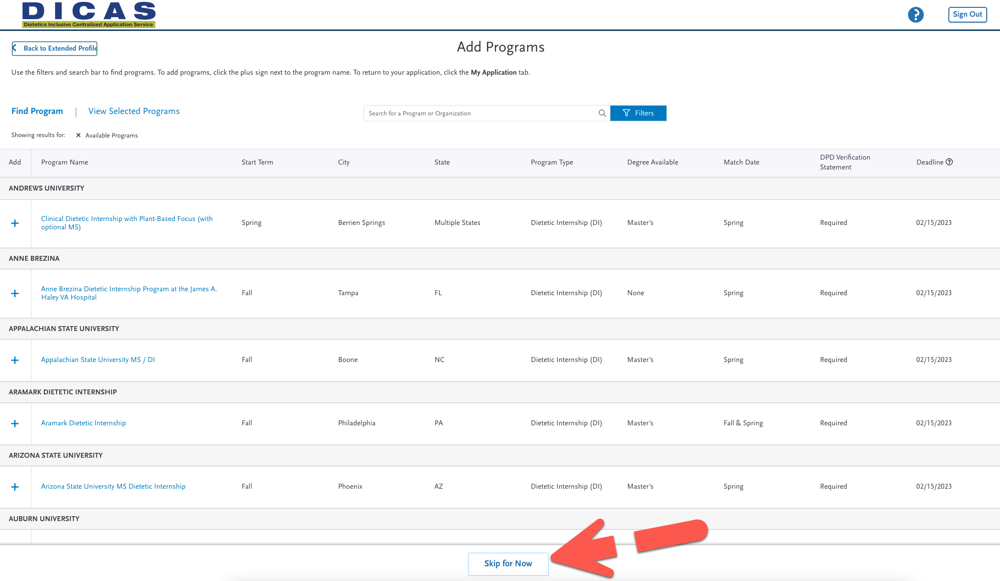 DICAS
Dietetics Inclusive Centralized Application Service
?
Sign Out
Back to Extended Profile
Add Programs
Use the filters and search bar to find programs. To add programs, click the plus sign next to the program name. To return to your application, click the My Application tab.
Find Program | View Selected Programs
Search for a Program or Organization
Filters
Showing results for: × Available Programs
Add Program Name Start Term City State Program Type Degree Available Match Date DPD Verification Statement Deadline ?
ANDREWS UNIVERSITY
+ Clinical Dietetic Internship with Plant-Based Focus (with optional MS) Spring Berrien Springs Multiple States Dietetic Internship (DI) Master's Spring Required 02/15/2023
ANNE BREZINA
+ Anne Brezina Dietetic Internship Program at the James A. Haley VA Hospital Fall Tampa FL Dietetic Internship (DI) None Spring Required 02/15/2023
APPALACHIAN STATE UNIVERSITY
+ Appalachian State University MS / DI Fall Boone NC Dietetic Internship (DI) Master's Spring Required 02/15/2023
ARAMARK DIETETIC INTERNSHIP
+ Aramark Dietetic Internship Fall Philadelphia PA Dietetic Internship (DI) Master's Fall & Spring Required 02/15/2023
ARIZONA STATE UNIVERSITY
+ Arizona State University MS Dietetic Internship Fall Phoenix AZ Dietetic Internship (DI) Master's Spring Required 02/15/2023
AUBURN UNIVERSITY
Skip for Now